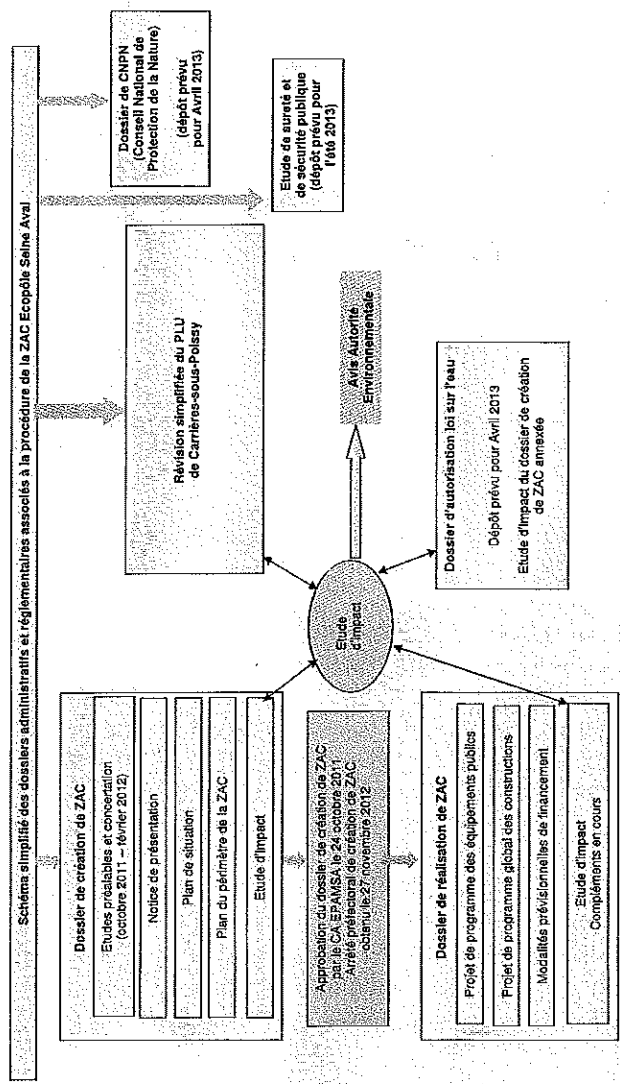 Schéma simplifié des dossiers administratifs et réglementaires associés à la procédure de la ZAC Ecopôle Seine Aval
Dossier de création de ZAC
Etudes préalables et concertation
(octobre 2011 – février 2012)
Notice de présentation
Plan de situation
Plan du périmètre de la ZAC
Etude d'impact
Approbation du dossier de création de ZAC
par le CA EPAMSA le 24 octobre 2011
Arrêté préfectoral de création de ZAC
obtenu le 27 novembre 2012
Dossier de réalisation de ZAC
Projet de programme des équipements publics
Projet de programme global des constructions
Modalités prévisionnelles de financement
Etude d'impact
Compléments en cours
Etude
d'impact
Révision simplifiée du PLU
de Carrières-sous-Poissy
Avis Autorité
Environnementale
Dossier d'autorisation loi sur l'eau
Dépôt prévu pour Avril 2013
Etude d'impact du dossier de création
de ZAC annexée
Dossier de CNPN
(Conseil National de
Protection de la Nature)
(dépôt prévu
pour Avril 2013)
Etude de sureté et
de sécurité publique
(dépôt prévu pour
l'été 2013)